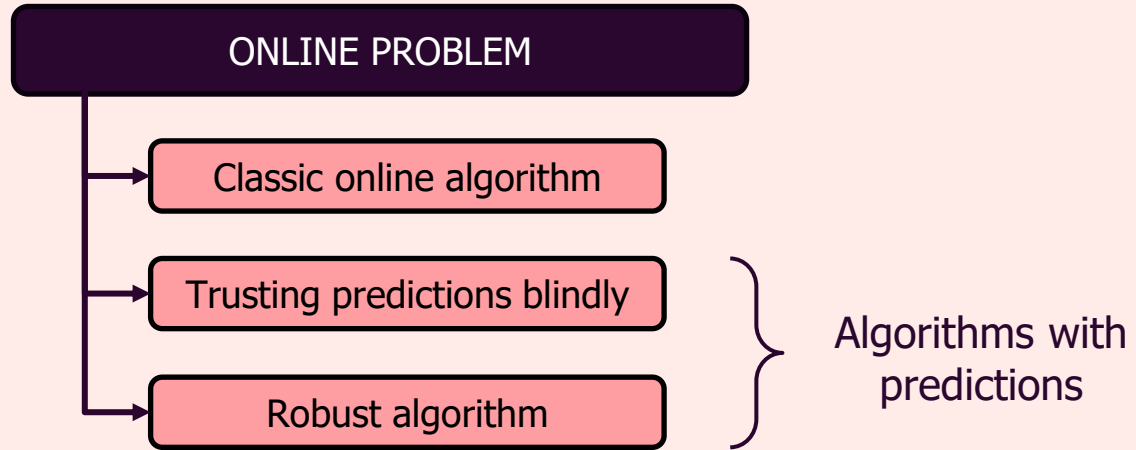 ONLINE PROBLEM
Classic online algorithm
Trusting predictions blindly
Robust algorithm
Algorithms with
predictions